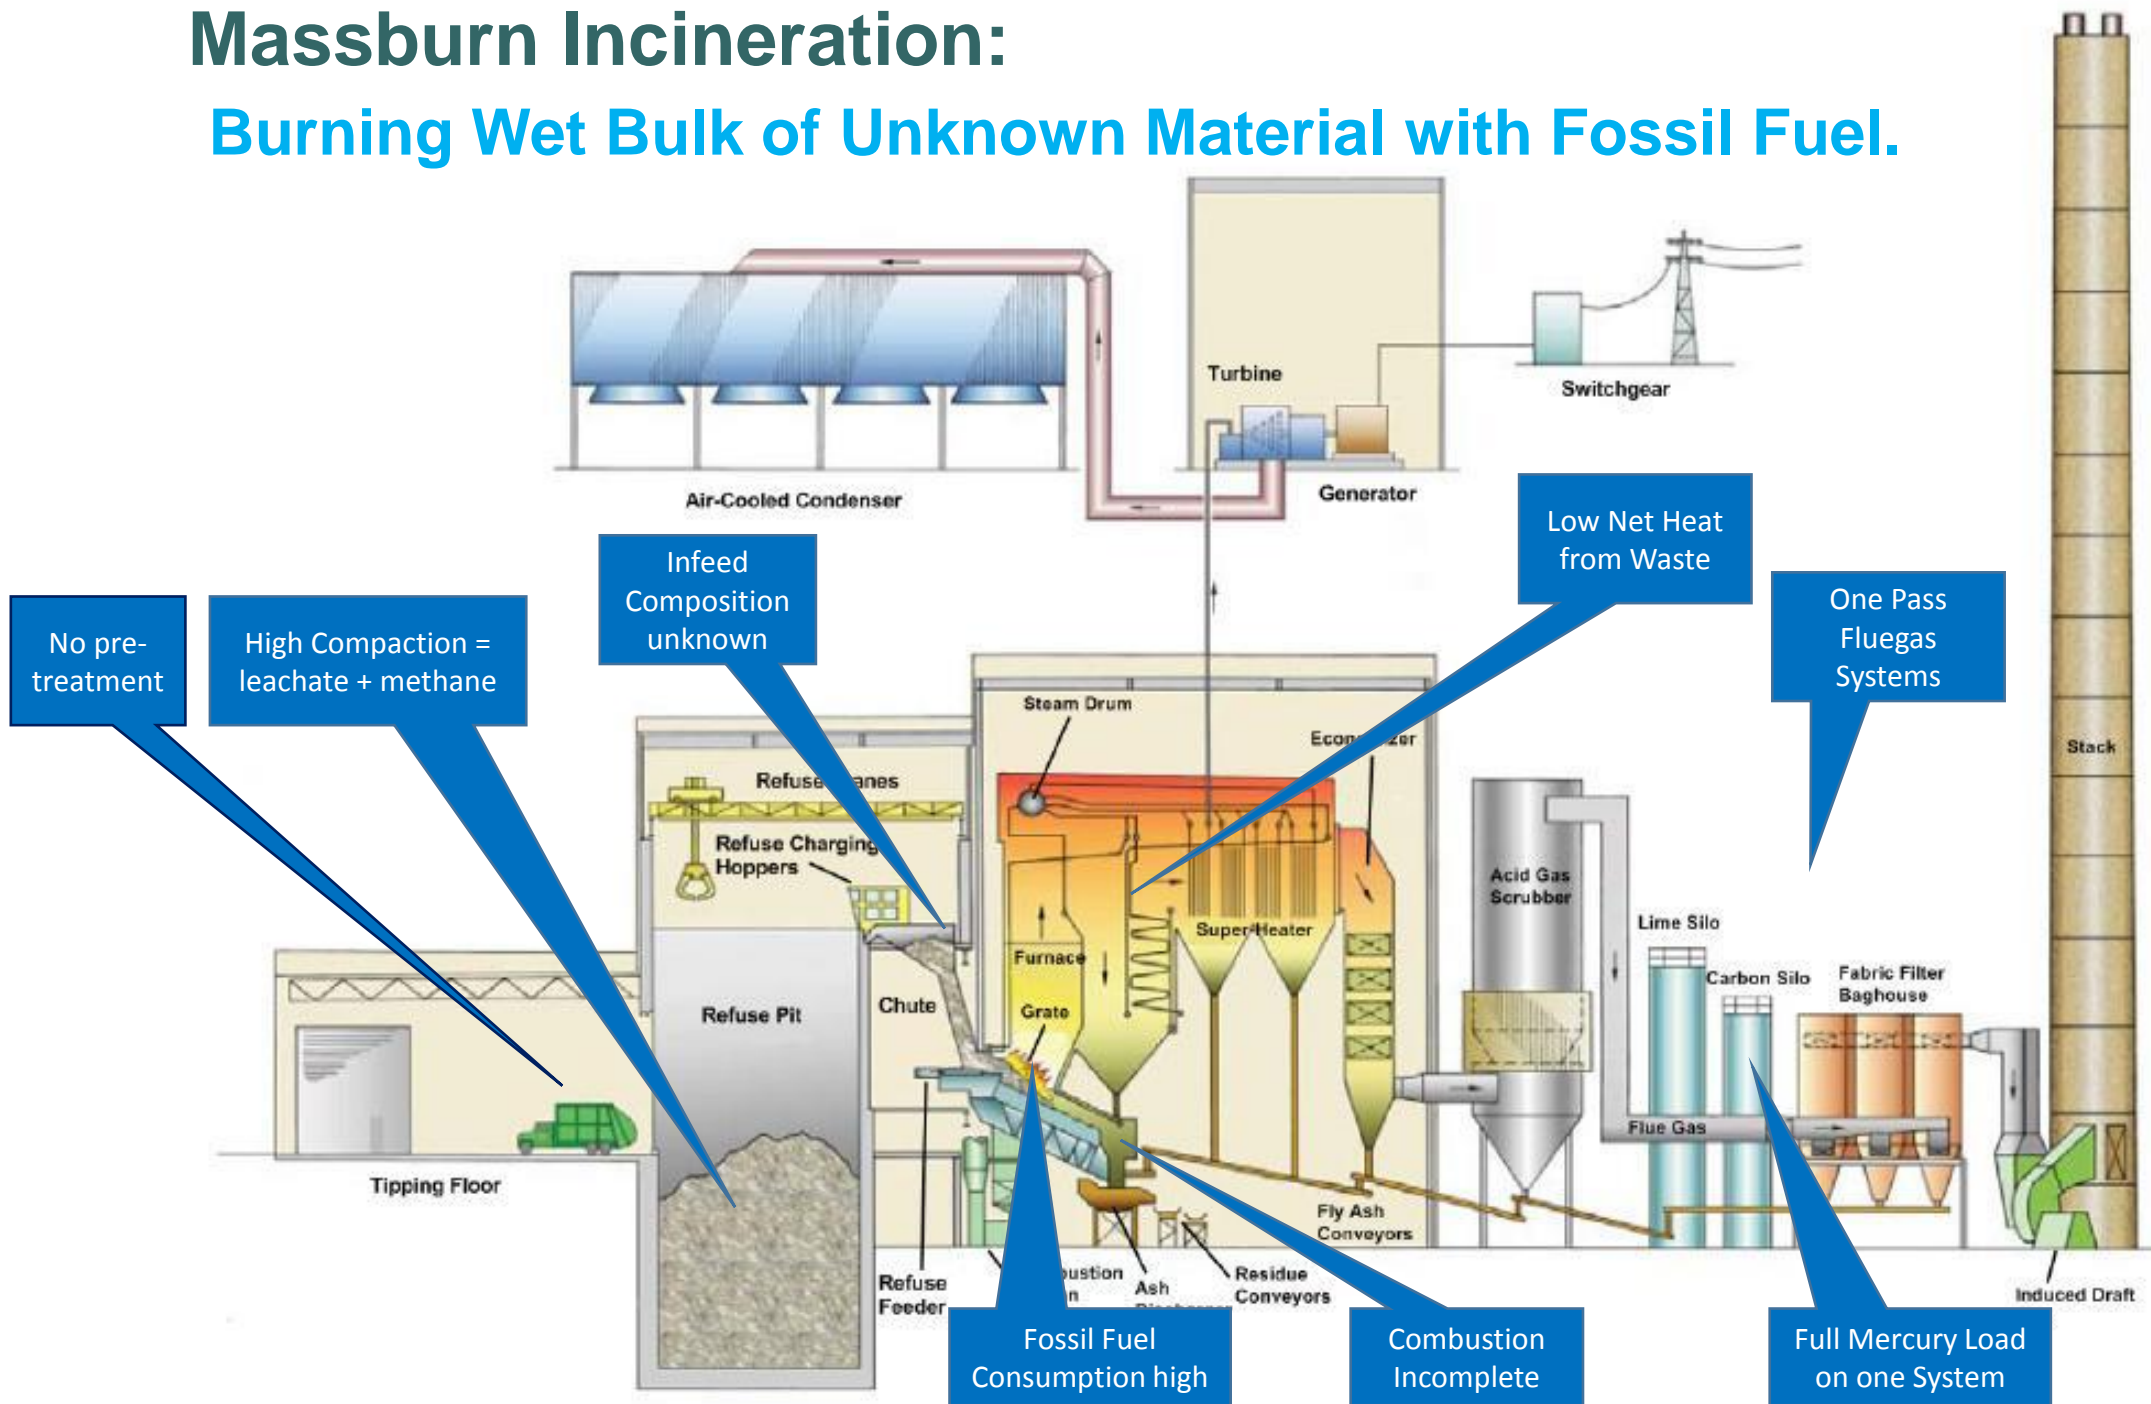 Massburn Incineration:
Burning Wet Bulk of Unknown Material with Fossil Fuel.
Turbine
Switchgear
Generator
Air-Cooled Condenser
Low Net Heat
from Waste
Infeed
Composition
unknown
One Pass
Fluegas
Systems
No pre-
treatment
High Compaction =
leachate + methane
Steam Drum
Stack
Refuse
Refuse Charging
Hoppers
Acid Gas
Scrubber
Super Heater
Lime Silo
Furnace
Carbon Silo
Fabric Filter
Baghouse
Chute
Grate
Refuse Pit
Flue Gas
Tipping Floor
Fly Ash
Conveyors
Refuse
Feeder
Ash
Residue
Conveyors
Induced Draft
Fossil Fuel
Consumption high
Combustion
Incomplete
Full Mercury Load
on one System